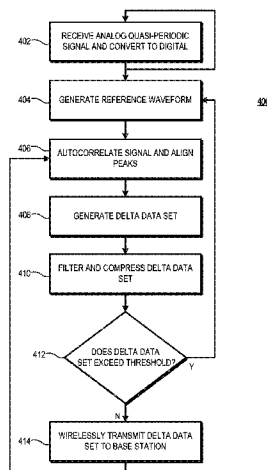 402
RECEIVE ANALOG QUASI-PERIODIC
SIGNAL AND CONVERT TO DIGITAL
404
GENERATE REFERENCE WAVEFORM
406
AUTOCORRELATE SIGNAL AND ALIGN
PEAKS
408
GENERATE DELTA DATA SET
410
FILTER AND COMPRESS DELTA DATA
SET
412
DOES DELTA DATA
SET EXCEED THRESHOLD?
Y
N
414
WIRELESSLY TRANSMIT DELTA DATA
SET TO BASE STATION